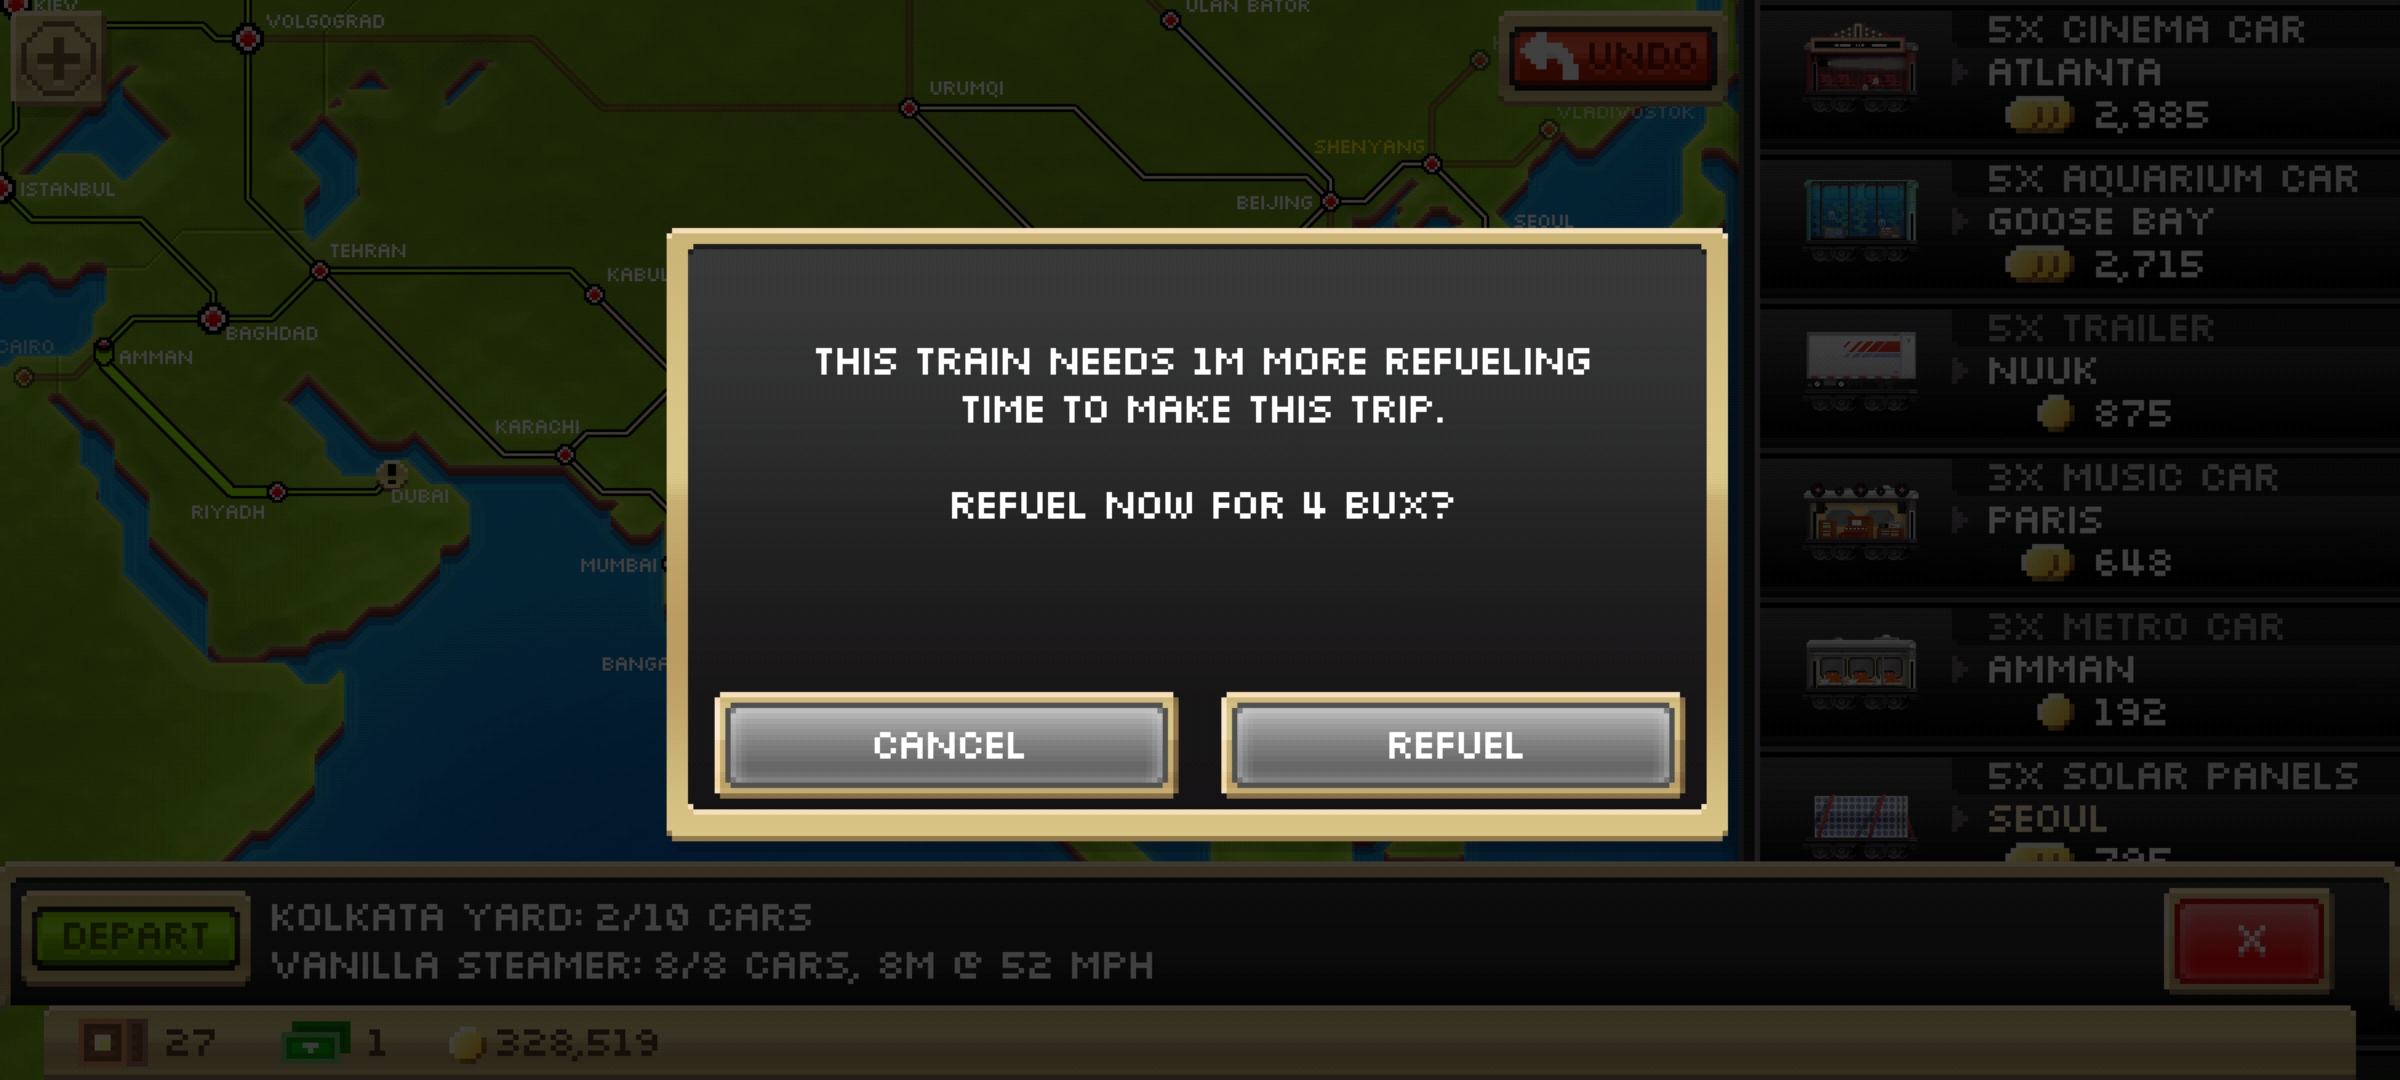 KIEV
VOLGOGRAD
ULAN BATOR
UNDO
URUMQI
VLADIVOSTOK
SHENYANG
ISTANBUL
BEIJING
SEOUL
TEHRAN
KABUL
BAGHDAD
CAIRO
AMMAN
KARACHI
RIYADH
DUBAI
MUMBAI
BANGA
THIS TRAIN NEEDS 1M MORE REFUELING
TIME TO MAKE THIS TRIP.
REFUEL NOW FOR 4 BUX?
CANCEL
REFUEL
5X CINEMA CAR
ATLANTA
2,985
5X AQUARIUM CAR
GOOSE BAY
2,715
5X TRAILER
NUUK
875
3X MUSIC CAR
PARIS
648
3X METRO CAR
AMMAN
192
5X SOLAR PANELS
SEOUL
DEPART
KOLKATA YARD: 2/10 CARS
VANILLA STEAMER: 8/8 CARS, 8M @ 52 MPH
X
27
1
328,519